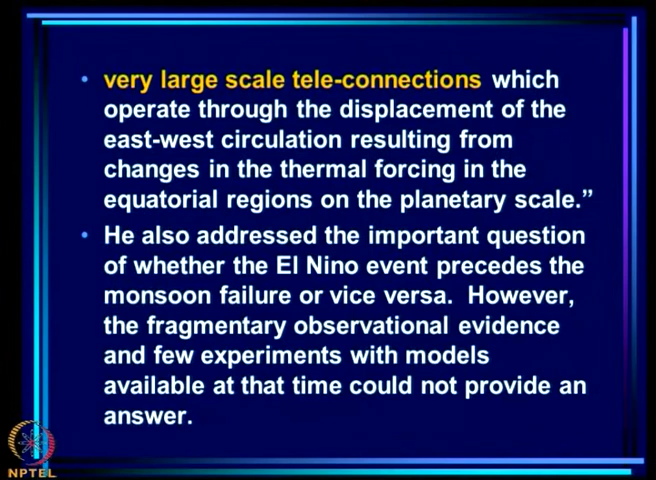 • very large scale tele-connections which
operate through the displacement of the
east-west circulation resulting from
changes in the thermal forcing in the
equatorial regions on the planetary scale.”
• He also addressed the important question
of whether the El Nino event precedes the
monsoon failure or vice versa. However,
the fragmentary observational evidence
and few experiments with models
available at that time could not provide an
answer.
NPTEL